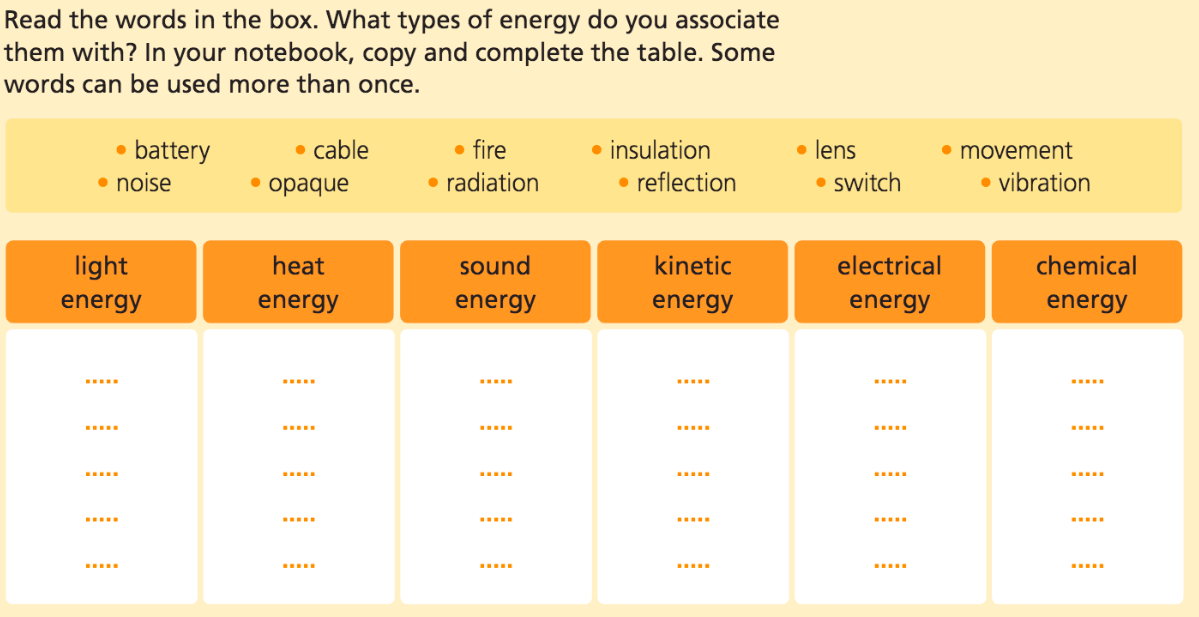 Read the words in the box. What types of energy do you associate
them with? In your notebook, copy and complete the table. Some
words can be used more than once.
• battery • cable • fire • insulation • lens • movement
• noise • opaque • radiation • reflection • switch • vibration
light energy heat energy sound energy kinetic energy electrical energy chemical energy
..... ..... ..... ..... ..... .....
..... ..... ..... ..... ..... .....
..... ..... ..... ..... ..... .....
..... ..... ..... ..... ..... .....
..... ..... ..... ..... ..... .....